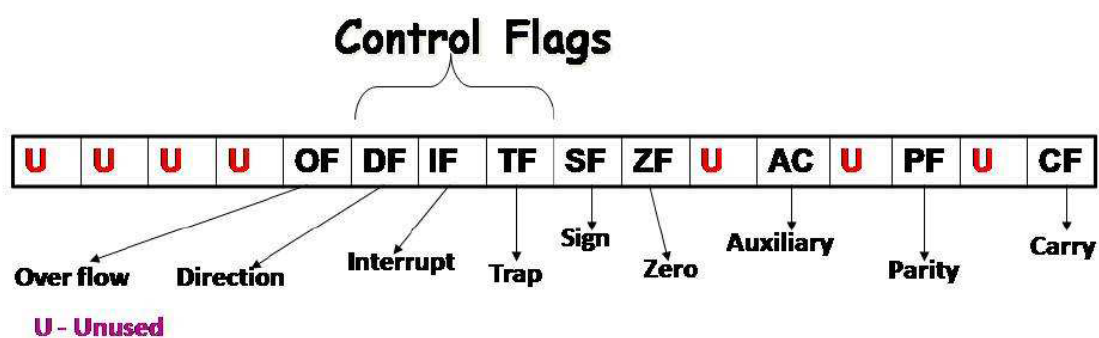 Control Flags
U U U U OF DF IF TF SF ZF U AC U PF U CF
Over flow Direction Interrupt Trap Sign Zero Auxiliary Parity Carry
U - Unused